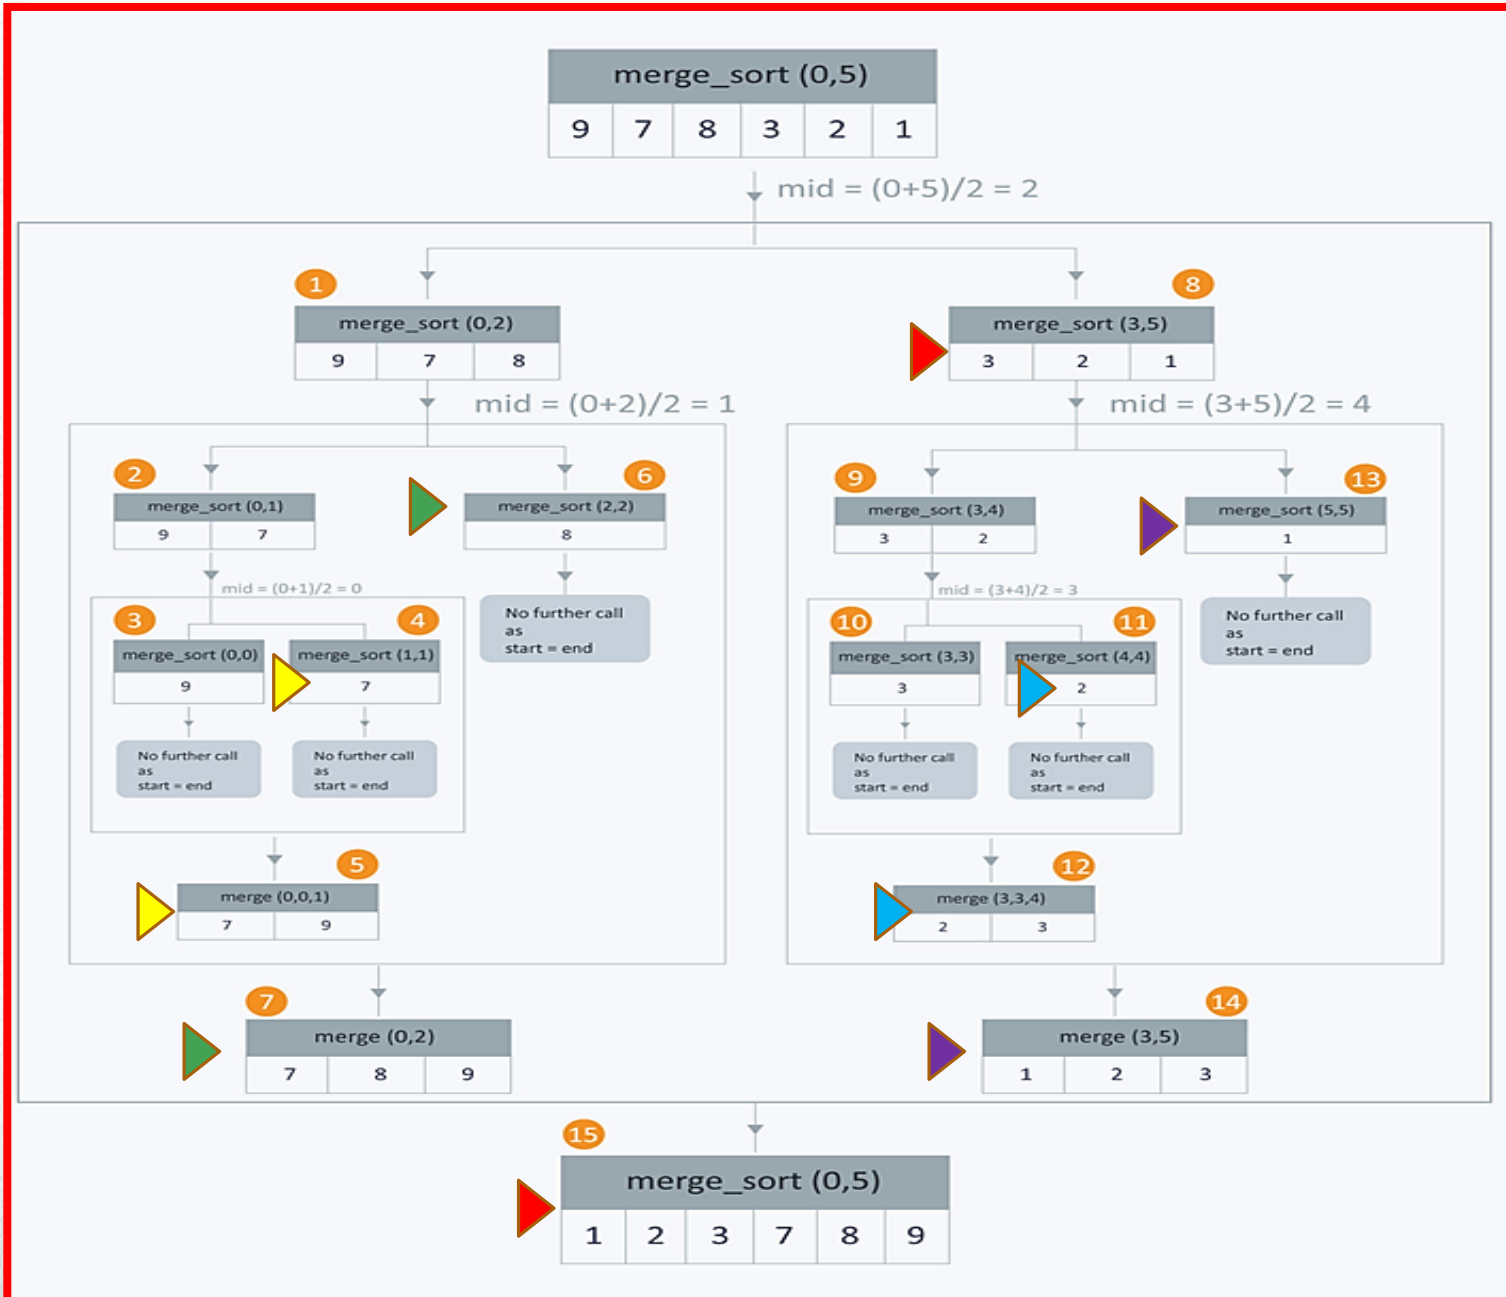 merge_sort (0,5)
9 7 8 3 2 1
mid = (0+5)/2 = 2
1
merge_sort (0,2)
9 7 8
mid = (0+2)/2 = 1
2
merge_sort (0,1)
9 7
mid = (0+1)/2 = 0
3
merge_sort (0,0)
9
No further call
as
start = end
4
merge_sort (1,1)
7
No further call
as
start = end
5
merge (0,0,1)
7 9
6
merge_sort (2,2)
8
No further call
as
start = end
7
merge (0,2)
7 8 9
8
merge_sort (3,5)
3 2 1
mid = (3+5)/2 = 4
9
merge_sort (3,4)
3 2
mid = (3+4)/2 = 3
10
merge_sort (3,3)
3
No further call
as
start = end
11
merge_sort (4,4)
2
No further call
as
start = end
12
merge (3,3,4)
2 3
13
merge_sort (5,5)
1
No further call
as
start = end
14
merge (3,5)
1 2 3
15
merge_sort (0,5)
1 2 3 7 8 9